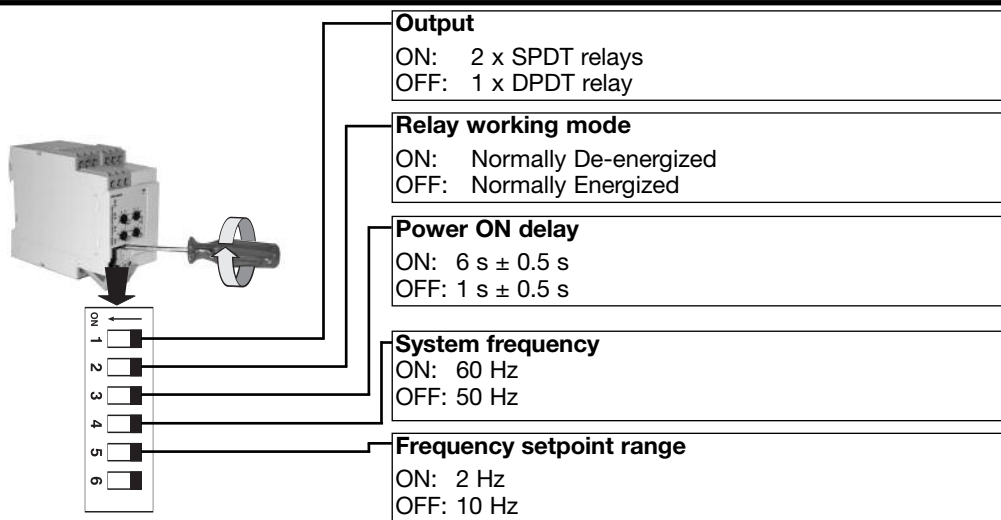 Output
ON: 2 x SPDT relays
OFF: 1 x DPDT relay
Relay working mode
ON: Normally De-energized
OFF: Normally Energized
Power ON delay
ON: 6 s ± 0.5 s
OFF: 1 s ± 0.5 s
System frequency
ON: 60 Hz
OFF: 50 Hz
Frequency setpoint range
ON: 2 Hz
OFF: 10 Hz
ON
1
2
3
4
5
6